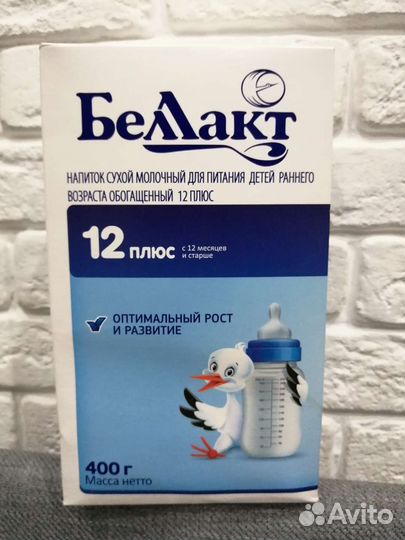 Беллакт
НАПИТОК СУХОЙ МОЛОЧНЫЙ ДЛЯ ПИТАНИЯ ДЕТЕЙ РАННЕГО
ВОЗРАСТА ОБОГАЩЕННЫЙ 12 ПЛЮС
12 плюс
с 12 месяцев
и старше
ОПТИМАЛЬНЫЙ РОСТ
И РАЗВИТИЕ
400 г
Масса нетто
Avito